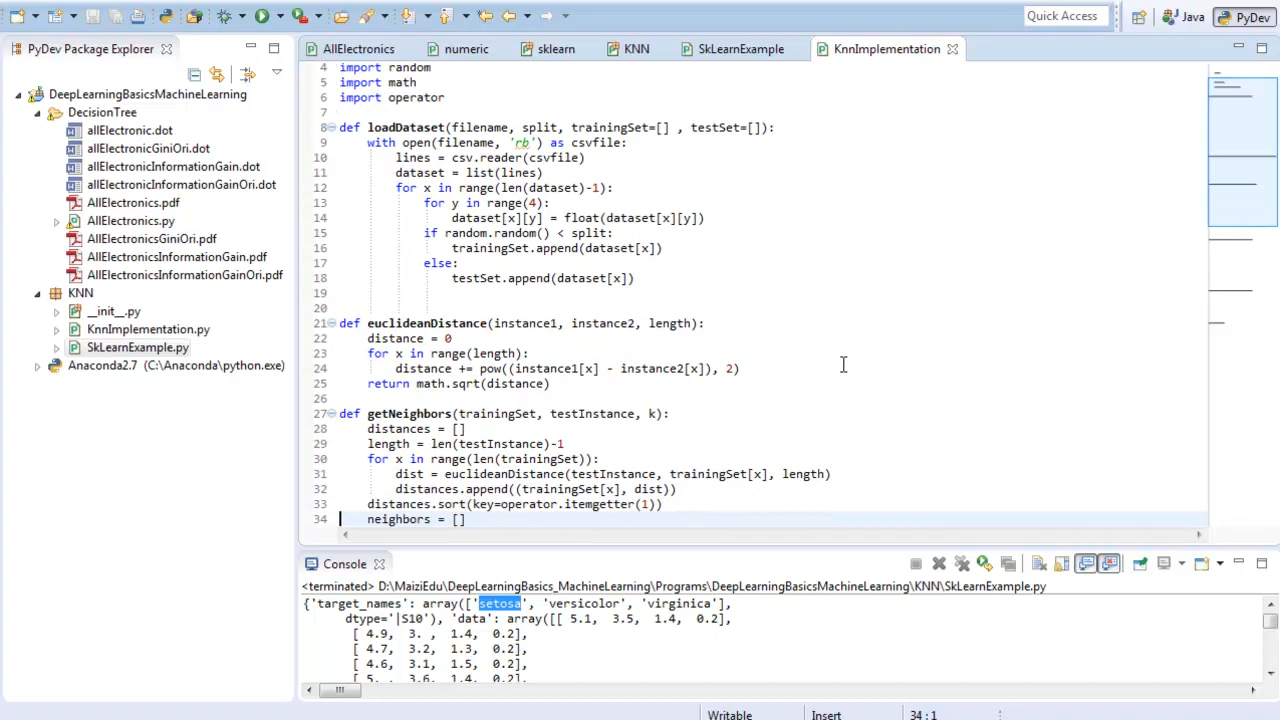 Quick Access
Java
PyDev
PyDev Package Explorer
DeepLearningBasicsMachineLearning
DecisionTree
allElectronic.dot
allElectronicGiniOri.dot
allElectronicInformationGain.dot
allElectronicInformationGainOri.dot
AllElectronics.pdf
AllElectronics.py
AllElectronicsGiniOri.pdf
AllElectronicsInformationGain.pdf
AllElectronicsInformationGainOri.pdf
KNN
__init__.py
KnnImplementation.py
SkLearnExample.py
Anaconda2.7 (C:\Anaconda\python.exe)
AllElectronics
numeric
sklearn
KNN
SkLearnExample
KnnImplementation
4 import random
5 import math
6 import operator
7
8 def loadDataset(filename, split, trainingSet=[] , testSet=[]):
9 with open(filename, 'rb') as csvfile:
10 lines = csv.reader(csvfile)
11 dataset = list(lines)
12 for x in range(len(dataset)-1):
13 for y in range(4):
14 dataset[x][y] = float(dataset[x][y])
15 if random.random() < split:
16 trainingSet.append(dataset[x])
17 else:
18 testSet.append(dataset[x])
19
20
21 def euclideanDistance(instance1, instance2, length):
22 distance = 0
23 for x in range(length):
24 distance += pow((instance1[x] - instance2[x]), 2)
25 return math.sqrt(distance)
26
27 def getNeighbors(trainingSet, testInstance, k):
28 distances = []
29 length = len(testInstance)-1
30 for x in range(len(trainingSet)):
31 dist = euclideanDistance(testInstance, trainingSet[x], length)
32 distances.append((trainingSet[x], dist))
33 distances.sort(key=operator.itemgetter(1))
34 neighbors = []
Console
<terminated> D:\MaiziEdu\DeepLearningBasics_MachineLearning\Programs\DeepLearningBasicsMachineLearning\KNN\SkLearnExample.py
{'target_names': array(['setosa', 'versicolor', 'virginica'],
dtype='|S10'), 'data': array([[ 5.1, 3.5, 1.4, 0.2],
[ 4.9, 3. , 1.4, 0.2],
[ 4.7, 3.2, 1.3, 0.2],
[ 4.6, 3.1, 1.5, 0.2],
[ 5. , 3.6, 1.4, 0.2],
Writable
Insert
34 : 1